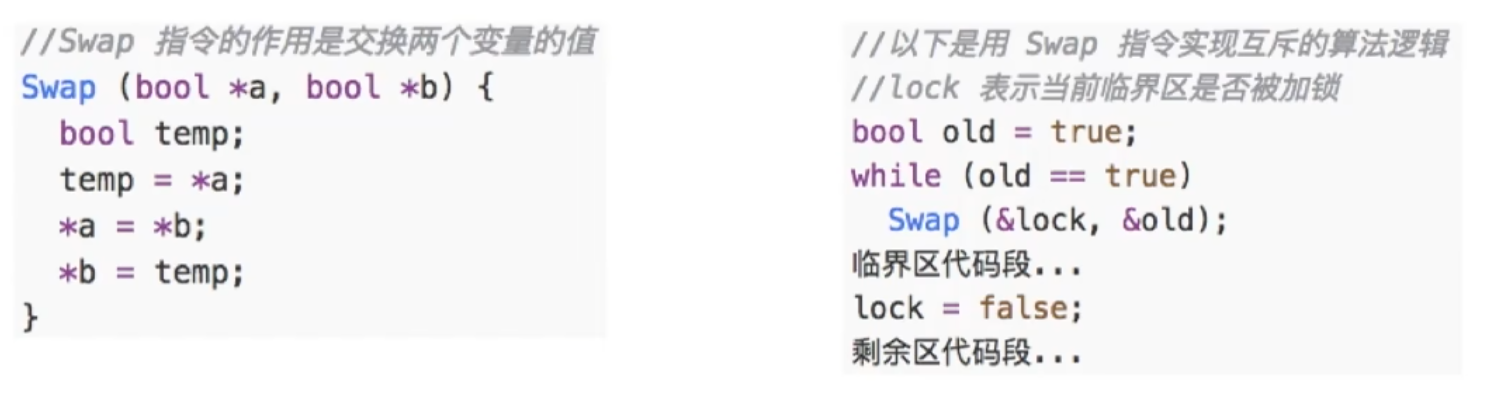 //Swap 指令的作用是交换两个变量的值
Swap (bool *a, bool *b) {
  bool temp;
  temp = *a;
  *a = *b;
  *b = temp;
}
//以下是用 Swap 指令实现互斥的算法逻辑
//lock 表示当前临界区是否被加锁
bool old = true;
while (old == true)
  Swap (&lock, &old);
临界区代码段...
lock = false;
剩余区代码段...